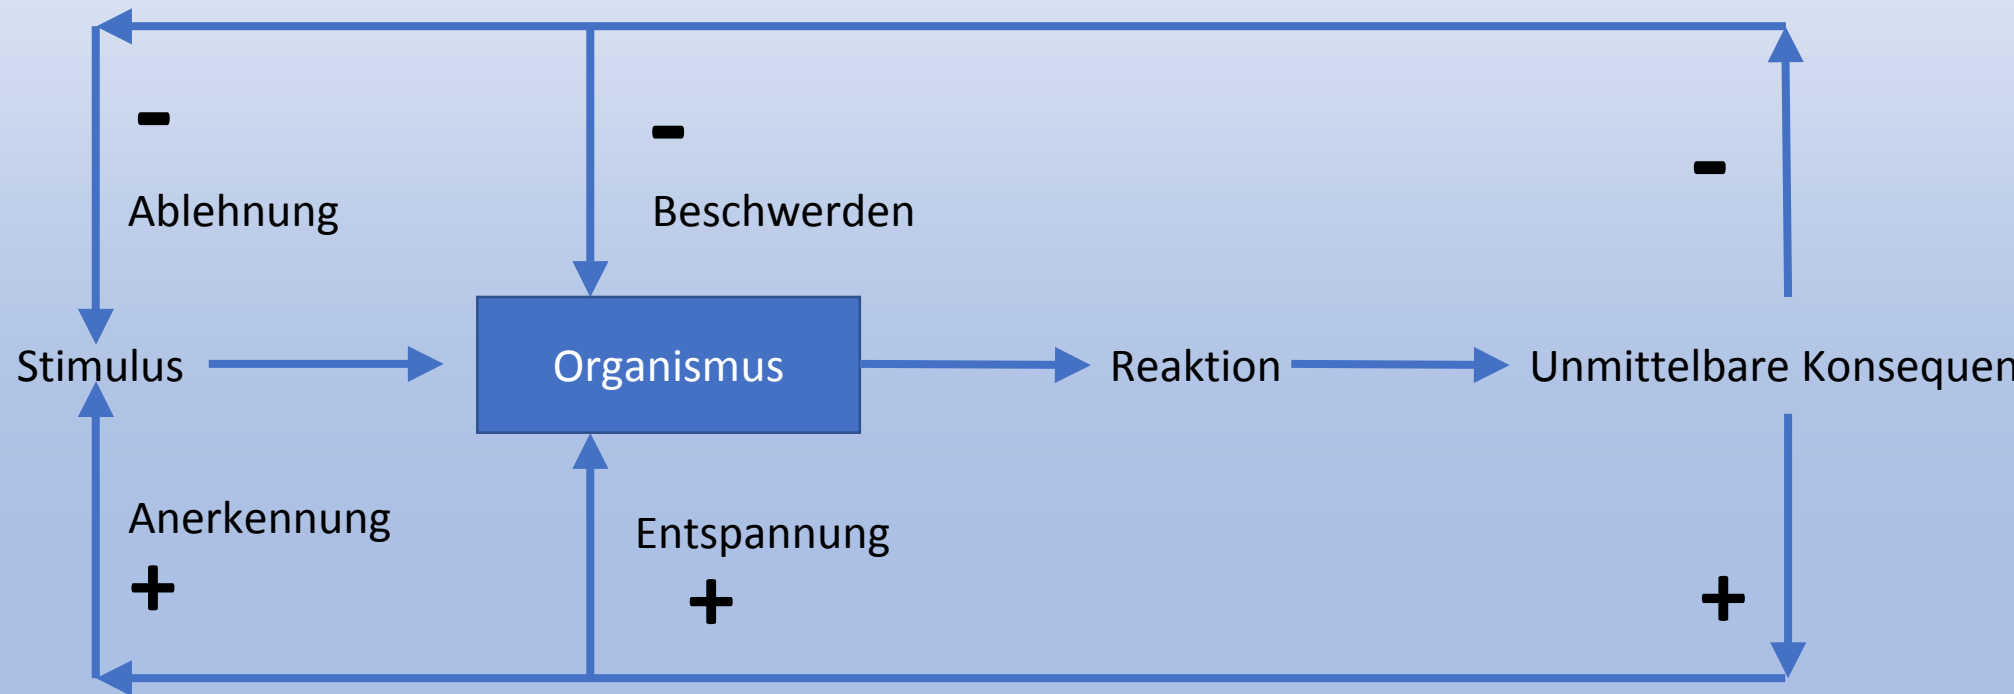 -
-
-
Ablehnung
Beschwerden
Stimulus
Organismus
Reaktion
Unmittelbare Konsequen
Anerkennung
Entspannung
+
+
+